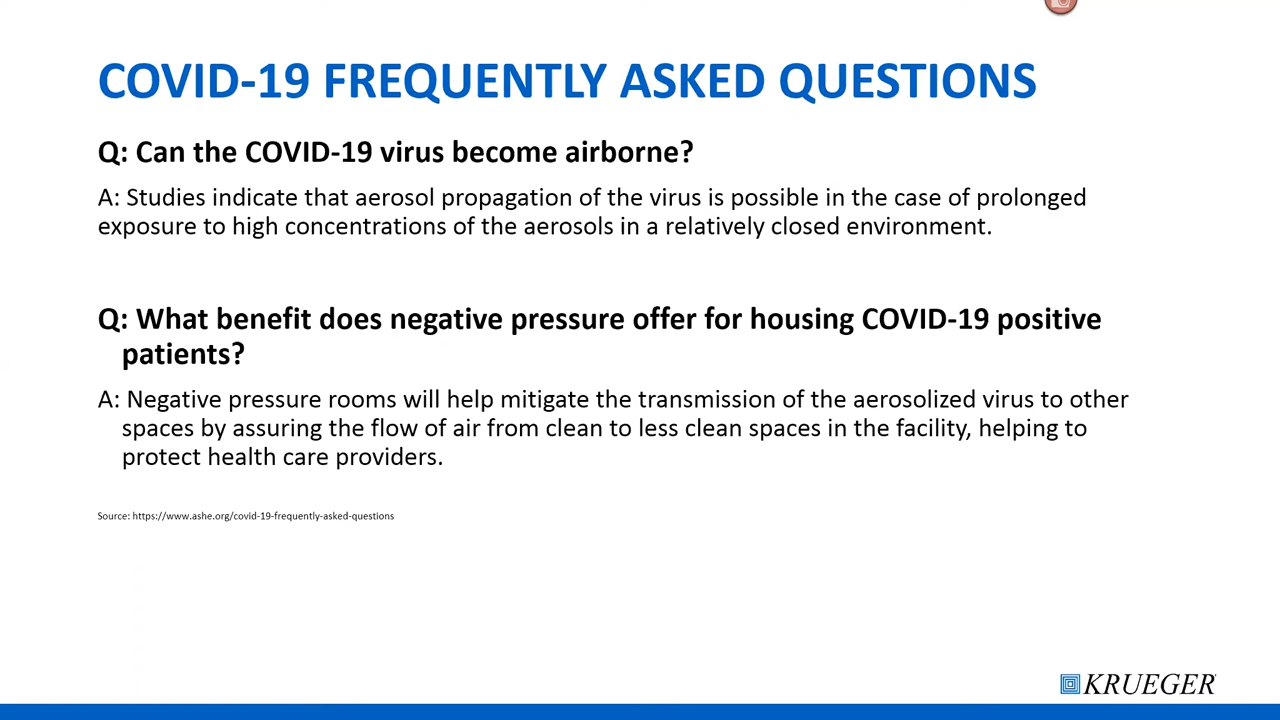 COVID-19 FREQUENTLY ASKED QUESTIONS
Q: Can the COVID-19 virus become airborne?
A: Studies indicate that aerosol propagation of the virus is possible in the case of prolonged
exposure to high concentrations of the aerosols in a relatively closed environment.
Q: What benefit does negative pressure offer for housing COVID-19 positive
patients?
A: Negative pressure rooms will help mitigate the transmission of the aerosolized virus to other
spaces by assuring the flow of air from clean to less clean spaces in the facility, helping to
protect health care providers.
Source: https://www.ashe.org/covid-19-frequently-asked-questions
KRUEGER